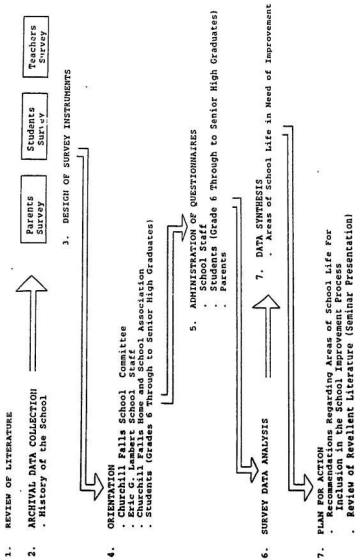 1. REVIEW OF LITERATURE
2. ARCHIVAL DATA COLLECTION
. History of the School
Parents
Survey
Students
Survey
Teachers
Survey
3. DESIGN OF SURVEY INSTRUMENTS
4. ORIENTATION
. Churchill Falls School Committee
. Eric G. Lambert School Staff
. Churchill Falls Home and School Association
. Students (Grades 6 Through to Senior High Graduates)
5. ADMINISTRATION OF QUESTIONNAIRES
. School Staff
. Students (Grade 6 Through to Senior High Graduates)
. Parents
6. SURVEY DATA ANALYSIS
7. DATA SYNTHESIS
. Areas of School Life in Need of Improvement
7. PLAN FOR ACTION
. Recommendations Regarding Areas of School Life For
Inclusion in the School Improvement Process
. Review of Revellent Literature (Seminar Presentation)